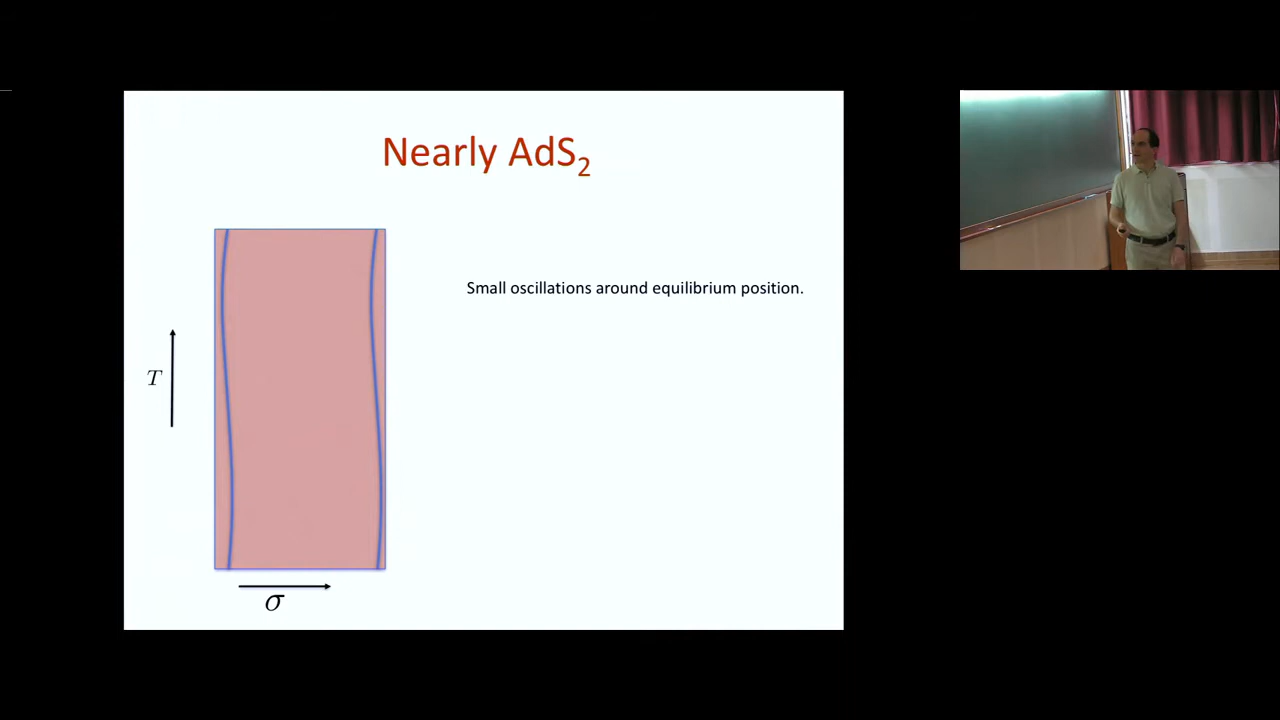 Nearly AdS₂
Small oscillations around equilibrium position.
T
σ